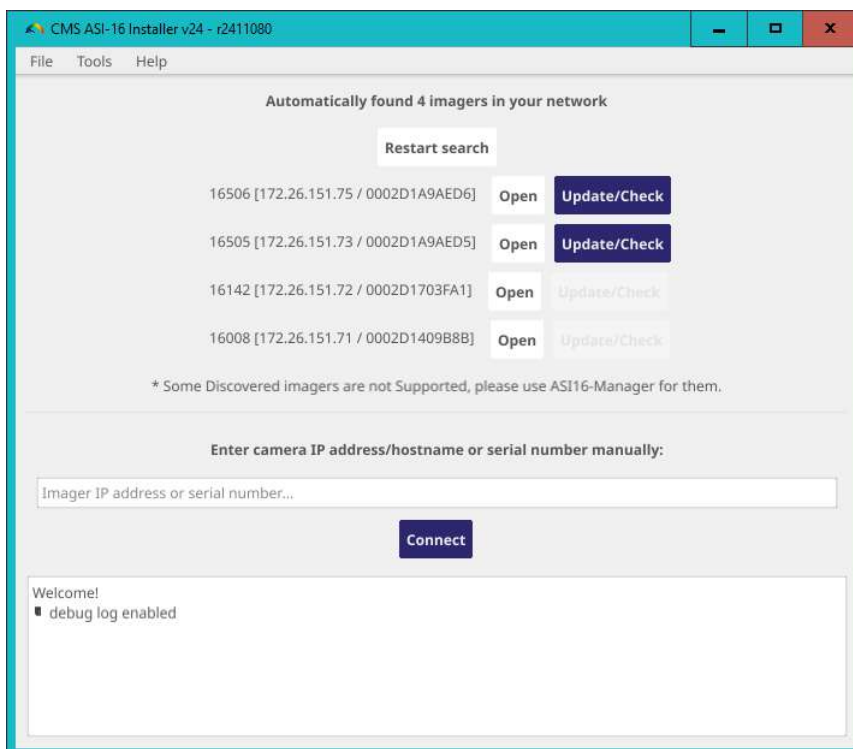 CMS ASI-16 Installer v24 - r2411080
File Tools Help
Automatically found 4 imagers in your network
Restart search
16506 [172.26.151.75 / 0002D1A9AED6] Open Update/Check
16505 [172.26.151.73 / 0002D1A9AED5] Open Update/Check
16142 [172.26.151.72 / 0002D1703FA1] Open Update/Check
16008 [172.26.151.71 / 0002D1409B8B] Open Update/Check
* Some Discovered imagers are not Supported, please use ASI16-Manager for them.
Enter camera IP address/hostname or serial number manually:
Imager IP address or serial number...
Connect
Welcome!
debug log enabled